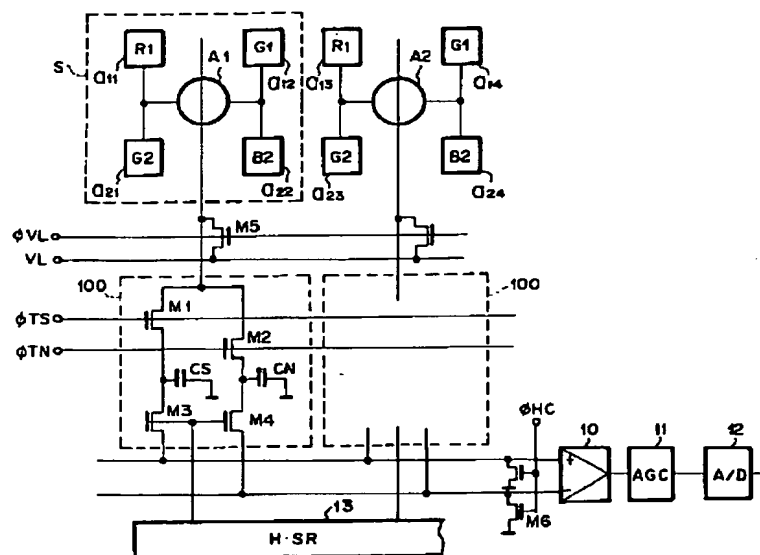 R1 A1 G1 R1 A2 G1
S
a11 a12 a13 a14
G2 B2 G2 B2
a21 a22 a23 a24
φVL M5
VL
100 100
M1
φTS
M2
φTN
CS CN
M3 M4
φHC
10 11 12
+
AGC A/D
−
M6
13
H·SR